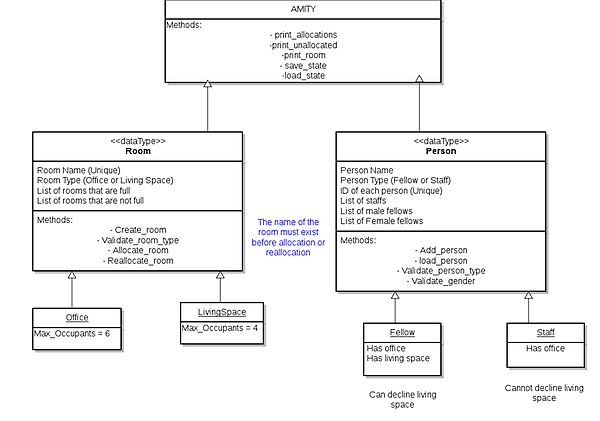 AMITY
Methods:
- print_allocations
-print_unallocated
-print_room
- save_state
-load_state
<<dataType>>
Room
Room Name (Unique)
Room Type (Office or Living Space)
List of rooms that are full
List of rooms that are not full
Methods:
- Create_room
- Validate_room_type
- Allocate_room
- Reallocate_room
The name of the
room must exist
before allocation or
reallocation
<<dataType>>
Person
Person Name
Person Type (Fellow or Staff)
ID of each person (Unique)
List of staffs
List of male fellows
List of Female fellows
Methods:
- Add_person
- load_person
- Validate_person_type
- Validate_gender
Office
Max_Occupants = 6
LivingSpace
Max_Occupants = 4
Fellow
Has office
Has living space
Can decline living
space
Staff
Has office
Cannot decline living
space